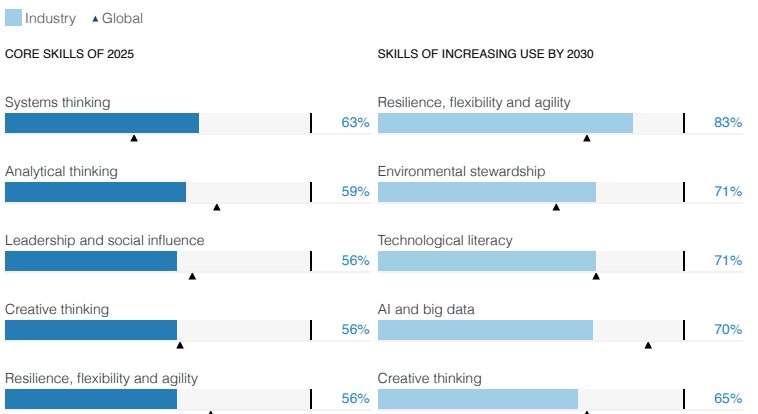 Industry Global
CORE SKILLS OF 2025
Systems thinking
63%
Analytical thinking
59%
Leadership and social influence
56%
Creative thinking
56%
Resilience, flexibility and agility
56%
SKILLS OF INCREASING USE BY 2030
Resilience, flexibility and agility
83%
Environmental stewardship
71%
Technological literacy
71%
AI and big data
70%
Creative thinking
65%